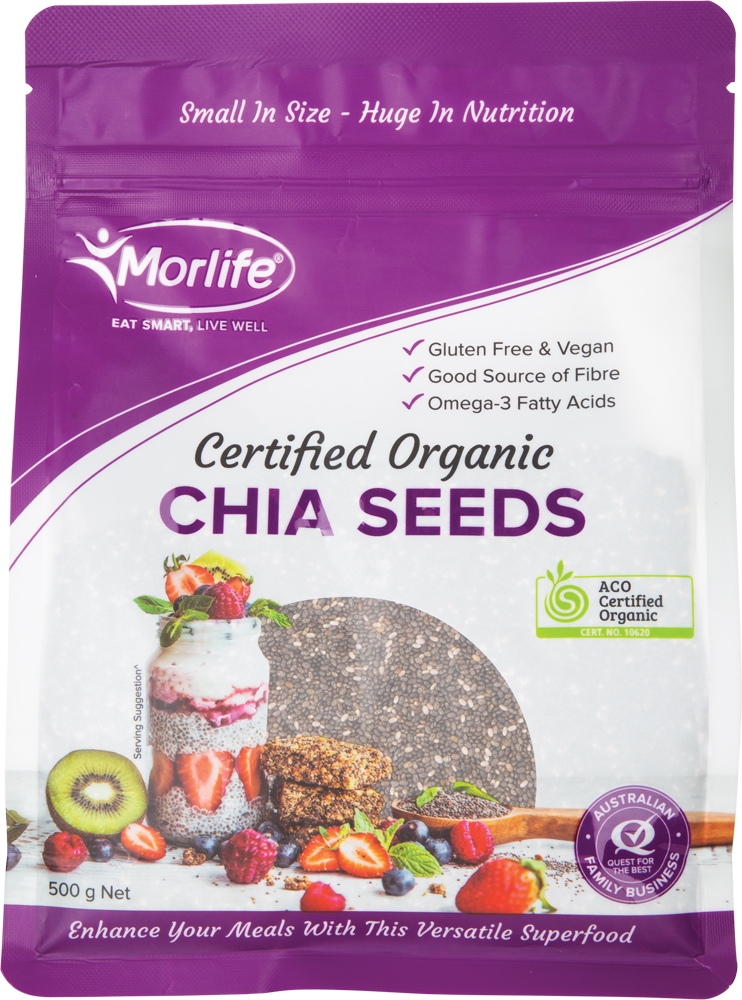 Small In Size - Huge In Nutrition
Morlife®
EAT SMART, LIVE WELL
✓ Gluten Free & Vegan
✓ Good Source of Fibre
✓ Omega-3 Fatty Acids
Certified Organic
CHIA SEEDS
ACO
Certified
Organic
CERT. NO. 10620
Serving Suggestion^
AUSTRALIAN
QUEST FOR
THE BEST
FAMILY BUSINESS
500 g Net
Enhance Your Meals With This Versatile Superfood